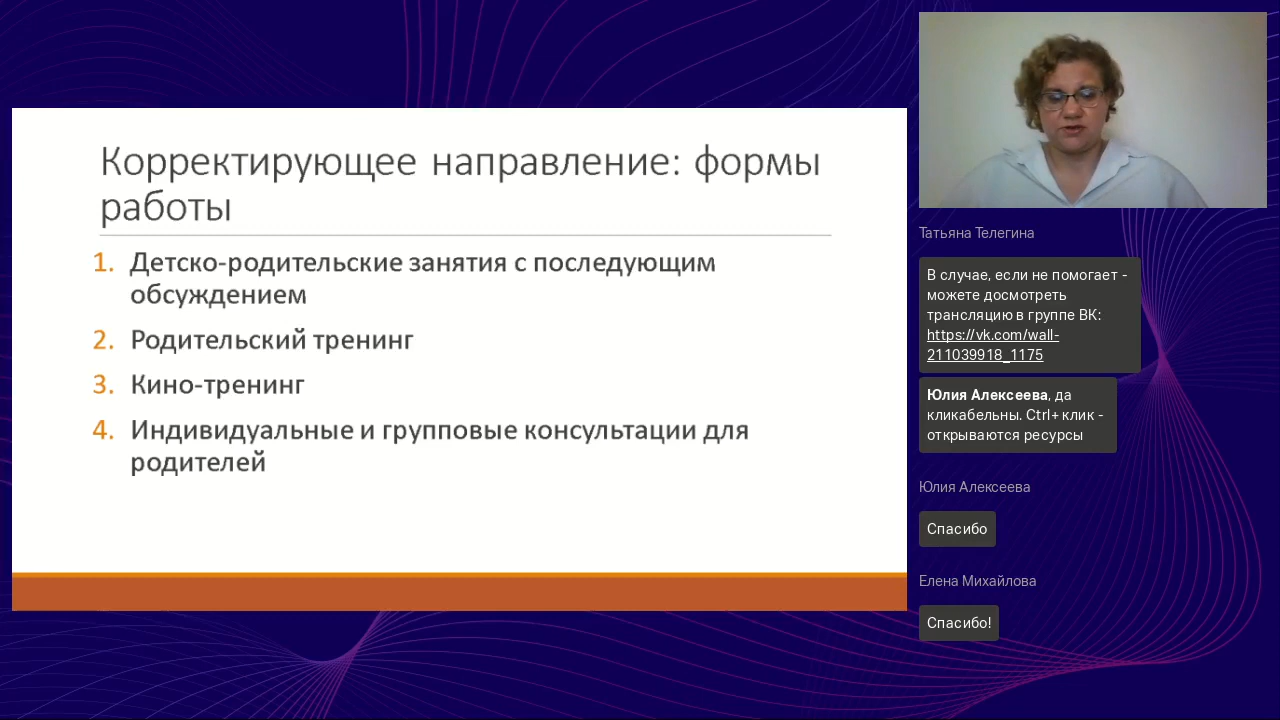 Корректирующее направление: формы
работы
1. Детско-родительские занятия с последующим
обсуждением
2. Родительский тренинг
3. Кино-тренинг
4. Индивидуальные и групповые консультации для
родителей
Татьяна Телегина
В случае, если не помогает -
можете досмотреть
трансляцию в группе ВК:
https://vk.com/wall-
211039918_1175
Юлия Алексеева, да
кликабельны. Ctrl+ клик -
открываются ресурсы
Юлия Алексеева
Спасибо
Елена Михайлова
Спасибо!